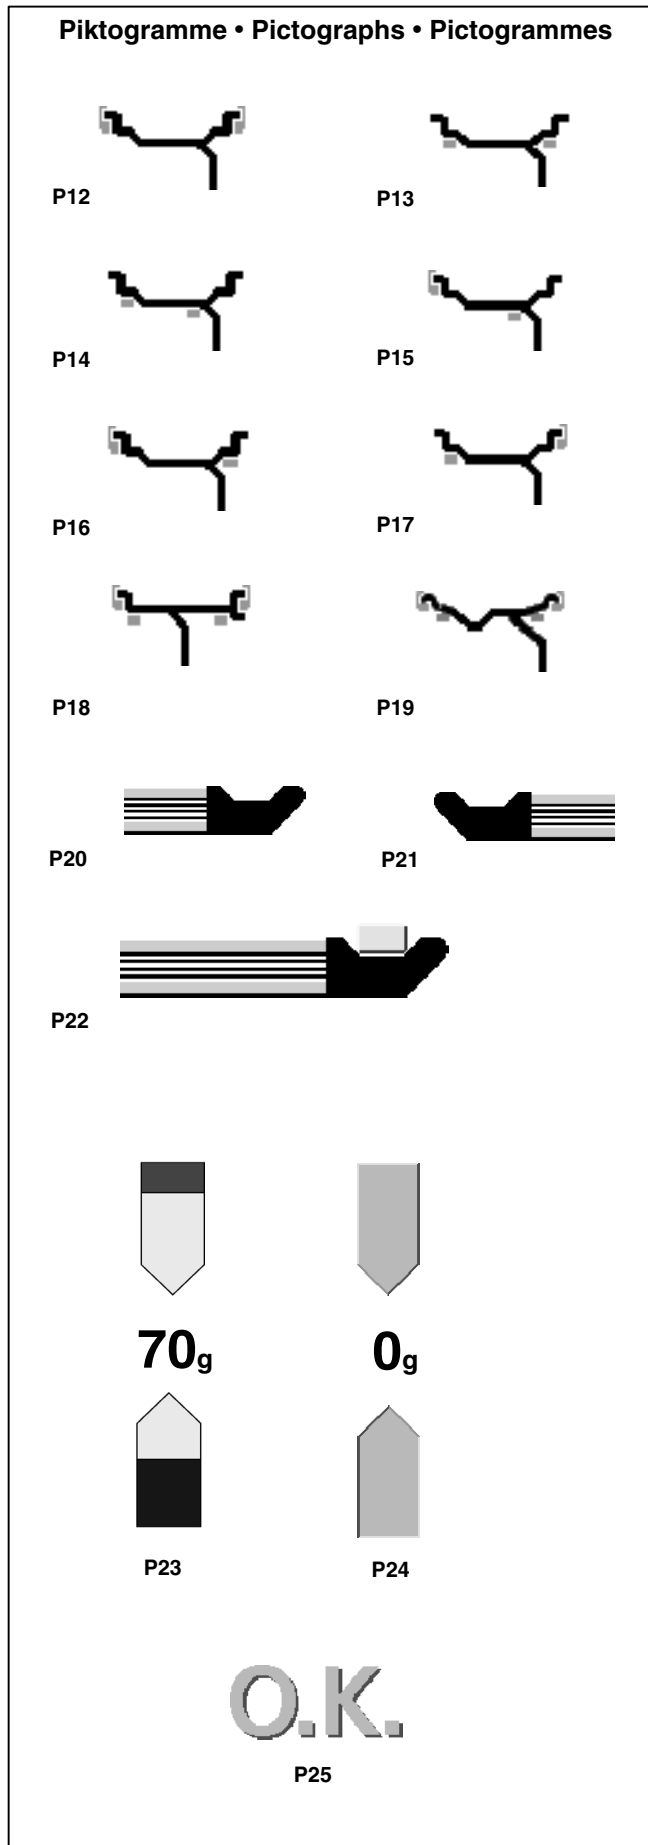 Piktogramme • Pictographs • Pictogrammes
P12 P13
P14 P15
P16 P17
P18 P19
P20 P21
P22
70g 0g
P23 P24
O.K.
P25